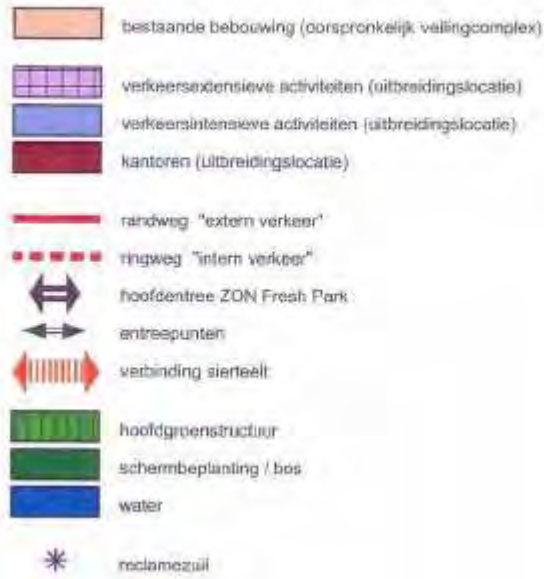 bestaande bebouwing (oorspronkelijk veilingcomplex)
verkeersextensieve activiteiten (uitbreidingslocatie)
verkeersintensieve activiteiten (uitbreidingslocatie)
kantoren (uitbreidingslocatie)
randweg "extern verkeer"
ringweg "intern verkeer"
hoofdentree ZON Fresh Park
entreepunten
verbinding sierteelt
hoofdgroenstructuur
schermbeplanting / bos
water
reclamezuil